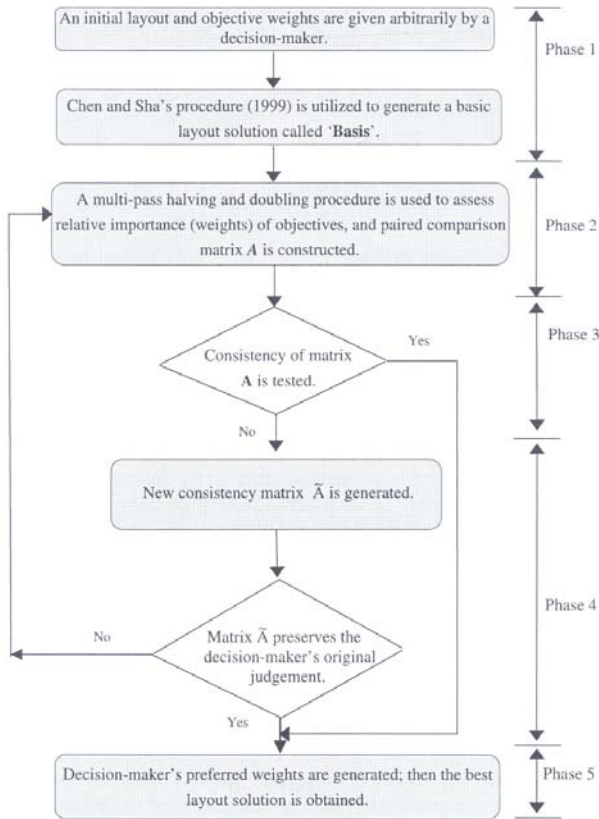 An initial layout and objective weights are given arbitrarily by a
decision-maker.
Phase 1
Chen and Sha's procedure (1999) is utilized to generate a basic
layout solution called ‘Basis’.
A multi-pass halving and doubling procedure is used to assess
relative importance (weights) of objectives, and paired comparison
matrix A is constructed.
Phase 2
Consistency of matrix
A is tested.
Yes
Phase 3
No
New consistency matrix Ã is generated.
Phase 4
Matrix Ã preserves the
decision-maker's original
judgement.
No
Yes
Decision-maker's preferred weights are generated; then the best
layout solution is obtained.
Phase 5